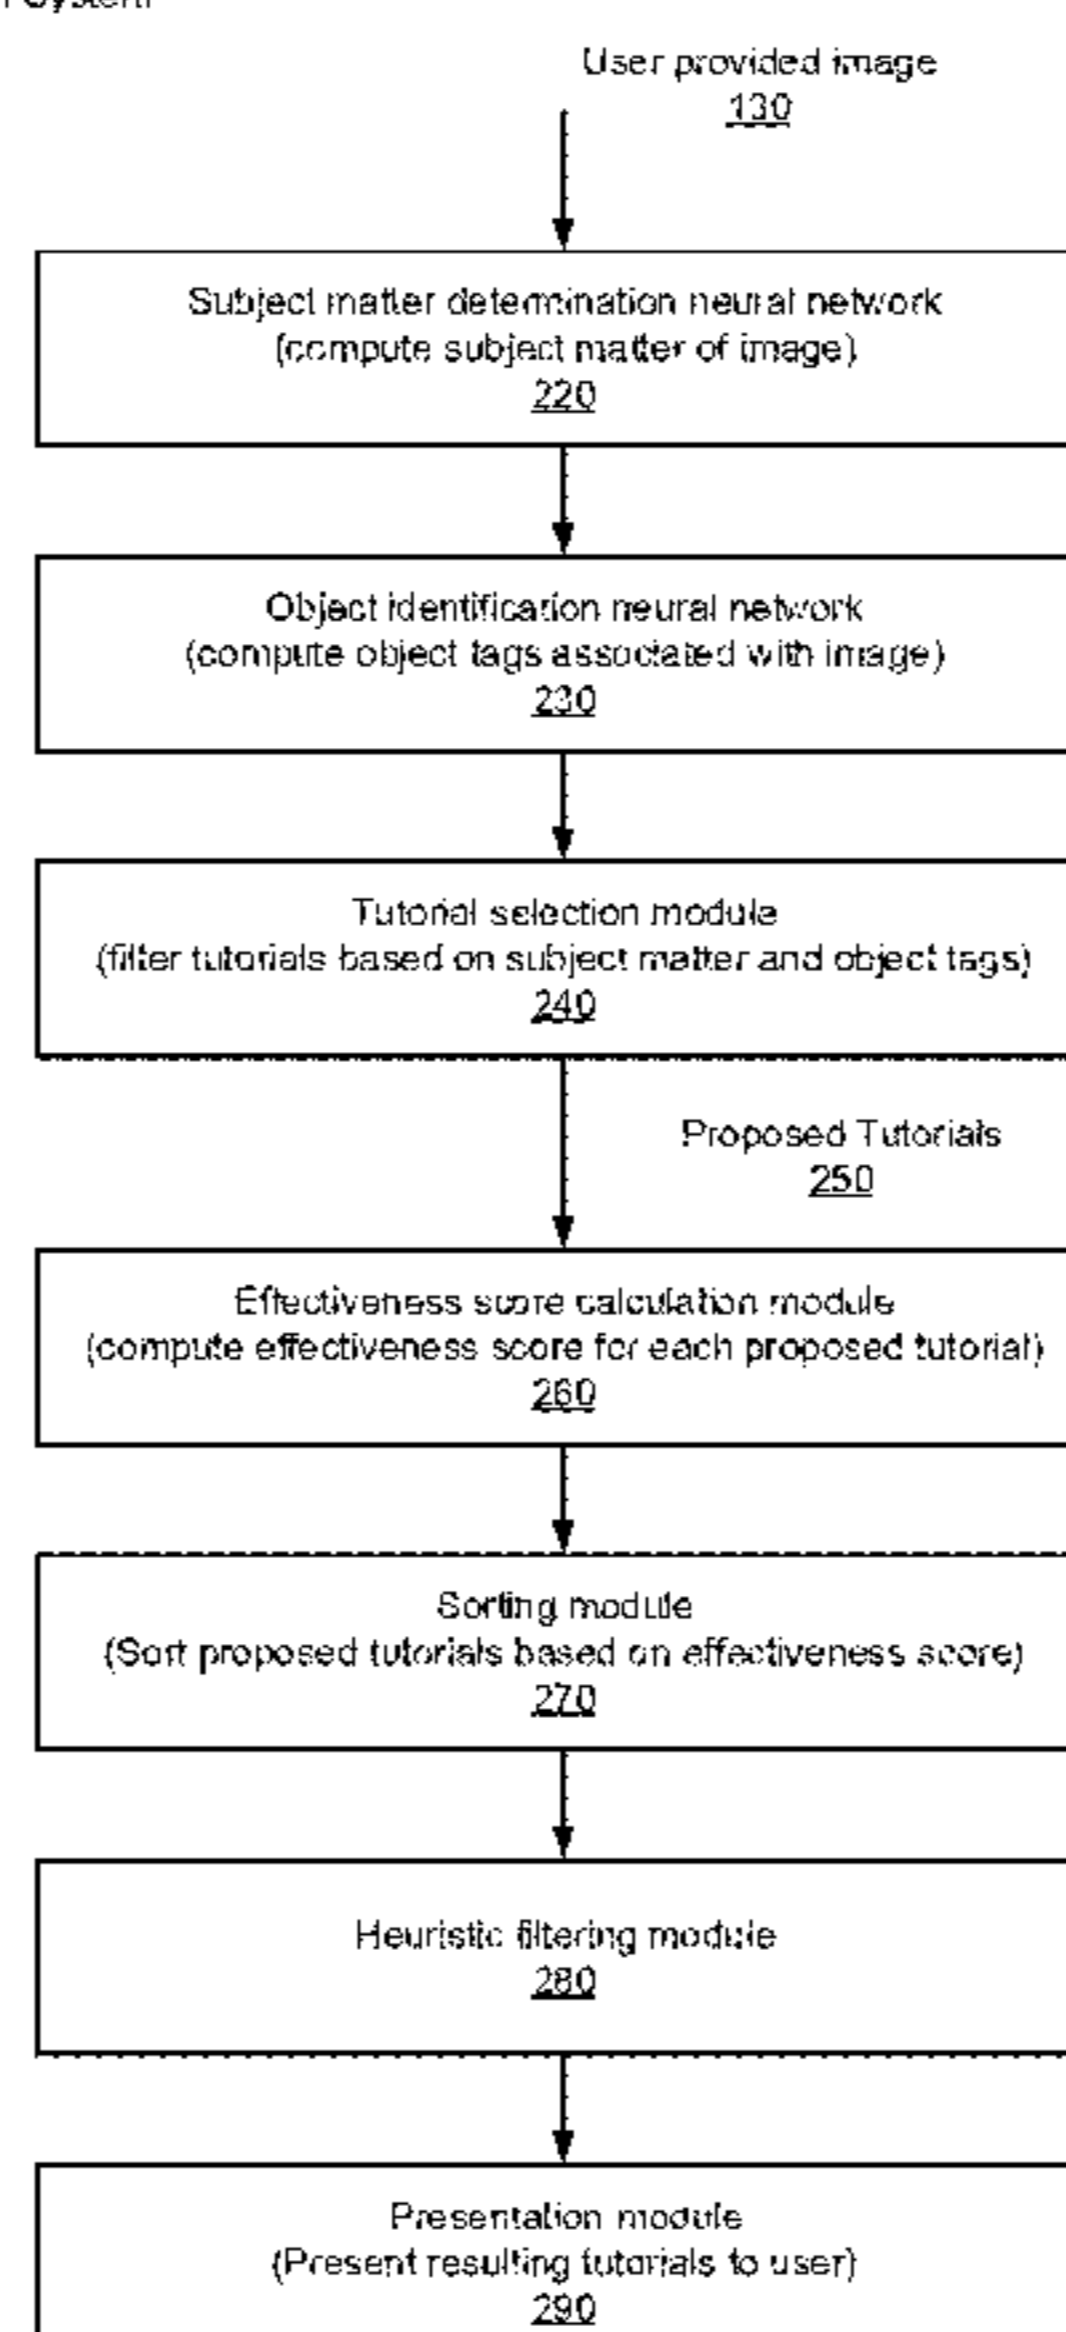 System
User provided image
130
Subject matter determination neural network
(compute subject matter of image)
220
Object identification neural network
(compute object tags associated with image)
230
Tutorial selection module
(filter tutorials based on subject matter and object tags)
240
Proposed Tutorials
250
Effectiveness score calculation module
(compute effectiveness score for each proposed tutorial)
260
Sorting module
(Sort proposed tutorials based on effectiveness score)
270
Heuristic filtering module
280
Presentation module
(Present resulting tutorials to user)
290